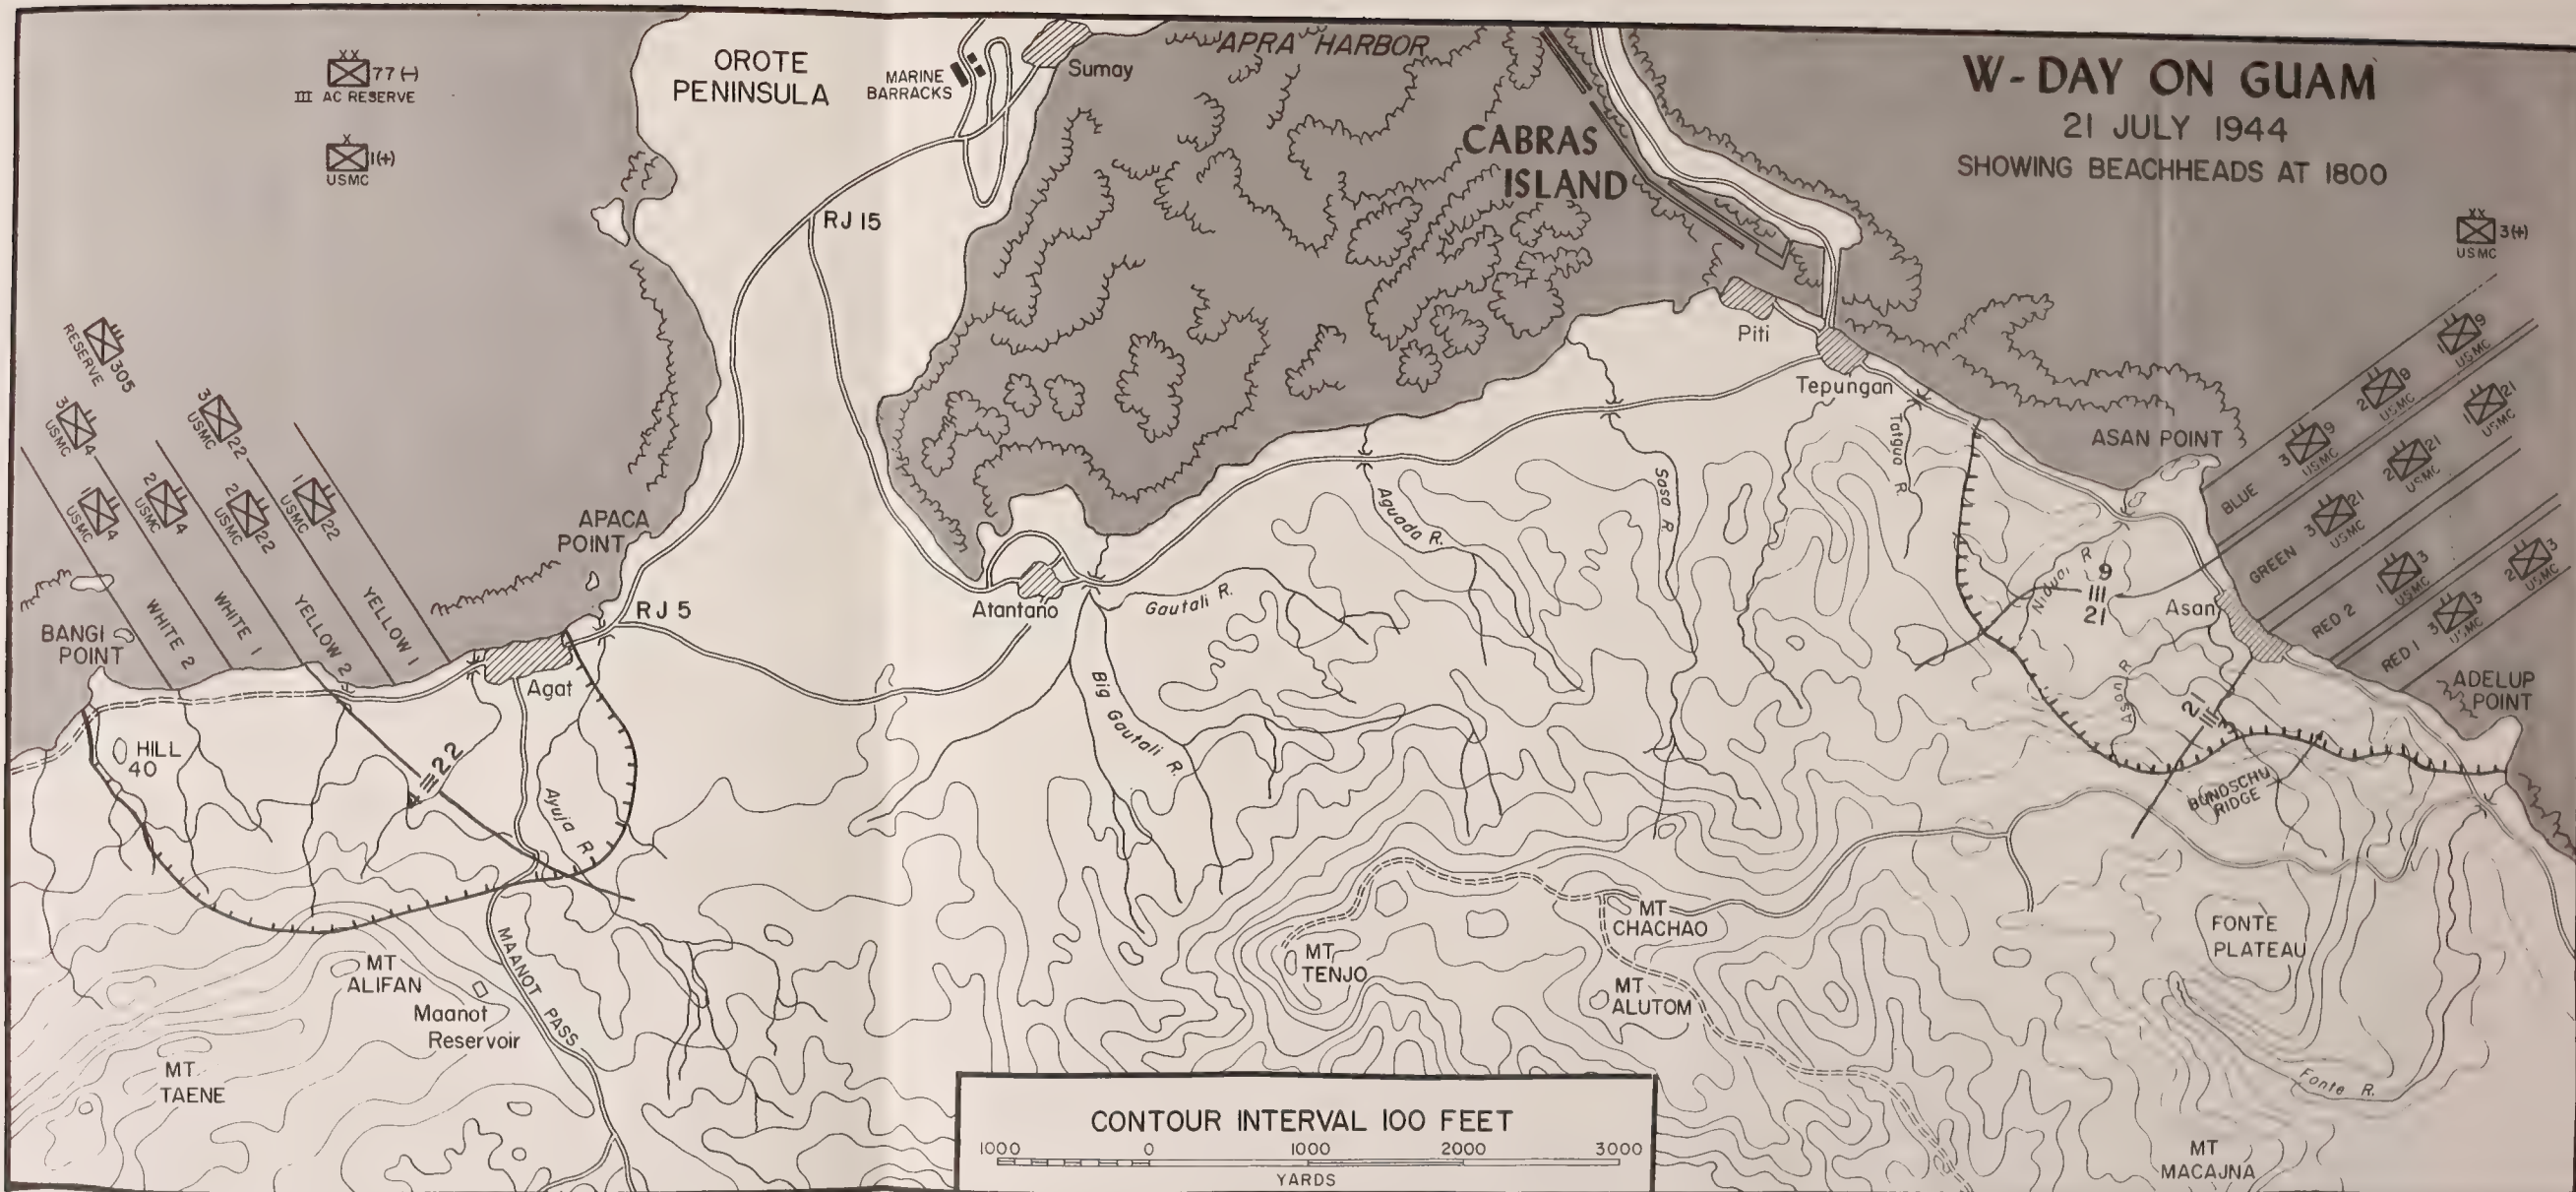 W-DAY ON GUAM
21 JULY 1944
SHOWING BEACHHEADS AT 1800
XX
77 (-)
III AC RESERVE
X
1(+)
USMC
OROTE
PENINSULA
MARINE
BARRACKS
Sumay
APRA HARBOR
CABRAS
ISLAND
XX
3(+)
USMC
RJ 15
Piti
Tepungan
Tatgua R.
ASAN POINT
305
RESERVE
3
4
USMC
3
22
USMC
1
4
USMC
2
4
USMC
2
22
USMC
1
22
USMC
WHITE 2
WHITE 1
YELLOW 2
YELLOW 1
APACA
POINT
BANGI
POINT
RJ 5
Agat
Atantano
Gautali R.
Big Gautali R.
Aguada R.
Sasa R.
1
9
USMC
2
9
USMC
3
9
USMC
BLUE
1
21
USMC
2
21
USMC
3
21
USMC
GREEN
1
3
USMC
RED 2
2
3
USMC
3
3
USMC
RED 1
Nidual R.
9
III
21
Asan
Asan R.
21
III
3
ADELUP
POINT
BUNDSCHU
RIDGE
HILL
40
4
III
22
Ayuja R.
MT
ALIFAN
Maanot
Reservoir
MAANOT PASS
MT
TAENE
MT
TENJO
MT
CHACHAO
MT
ALUTOM
FONTE
PLATEAU
Fonte R.
MT
MACAJNA
CONTOUR INTERVAL 100 FEET
1000 0 1000 2000 3000
YARDS